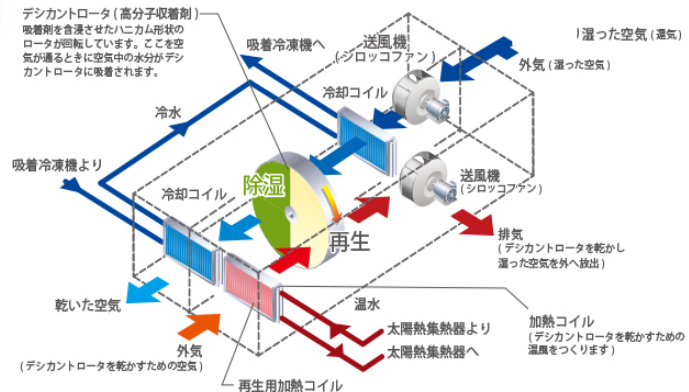 デシカントロータ(高分子収着剤)
吸着剤を含浸させたハニカム形状の
ロータが回転しています。ここを空
気が通るときに空中の水分がデシ
カントロータに吸着されます。
吸着冷凍機へ
送風機
(シロッコファン)
湿った空気(還気)
外気(湿った空気)
冷却コイル
冷水
吸着冷凍機より
冷却コイル
除湿
再生
送風機
(シロッコファン)
排気
(デシカントロータを乾かし
湿った空気を外へ放出)
乾いた空気
外気
(デシカントロータを乾かすための空気)
温水
太陽熱集熱器より
太陽熱集熱器へ
加熱コイル
(デシカントロータを乾かすための
温風をつくります)
再生用加熱コイル